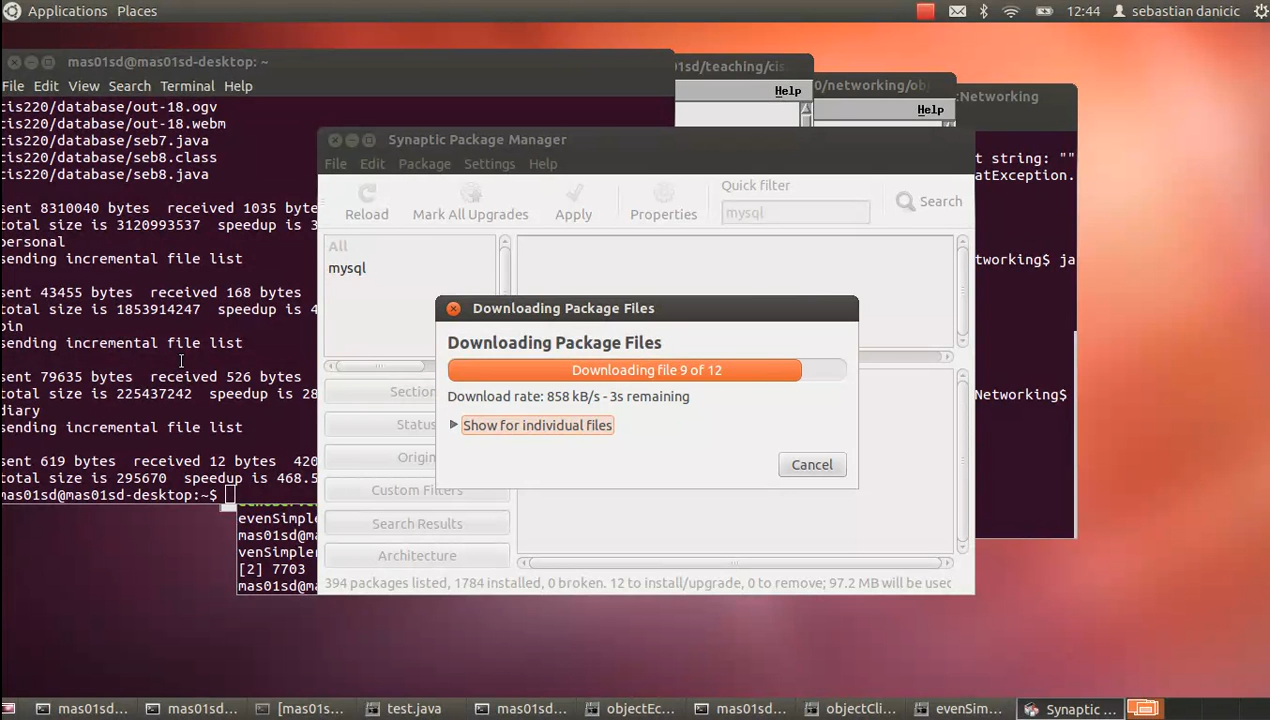 Applications Places
12:44 sebastian danicic
mas01sd@mas01sd-desktop: ~
File Edit View Search Terminal Help
cis220/database/out-18.ogv
cis220/database/out-18.webm
cis220/database/seb7.java
cis220/database/seb8.class
cis220/database/seb8.java
sent 8310040 bytes received 1035
total size is 3120993537 speedup is 3
personal
sending incremental file list
sent 43455 bytes received 168 bytes
total size is 1853914247 speedup is 4
bin
sending incremental file list
sent 79635 bytes received 526 bytes
total size is 225437242 speedup is 28
diary
sending incremental file list
sent 619 bytes received 12 bytes 420
total size is 295670 speedup is 468.5
mas01sd@mas01sd-desktop:~$
evenSimple
mas01sd@m
venSimpler
[2] 7703
mas01sd@m
01sd/teaching/cis
Help
0/networking/obj
Help
:Networking
t string: ""
atException.
tworking$ ja
Networking$
Synaptic Package Manager
File Edit Package Settings Help
Reload
Mark All Upgrades
Apply
Properties
Quick filter
mysql
Search
All
mysql
Section
Status
Origin
Custom Filters
Search Results
Architecture
394 packages listed, 1784 installed, 0 broken. 12 to install/upgrade, 0 to remove; 97.2 MB will be used
Downloading Package Files
Downloading Package Files
Downloading file 9 of 12
Download rate: 858 kB/s - 3s remaining
Show for individual files
Cancel
mas01sd... mas01sd... [mas01s... test.java mas01sd... objectEc... mas01sd... objectCli... evenSim... Synaptic ...